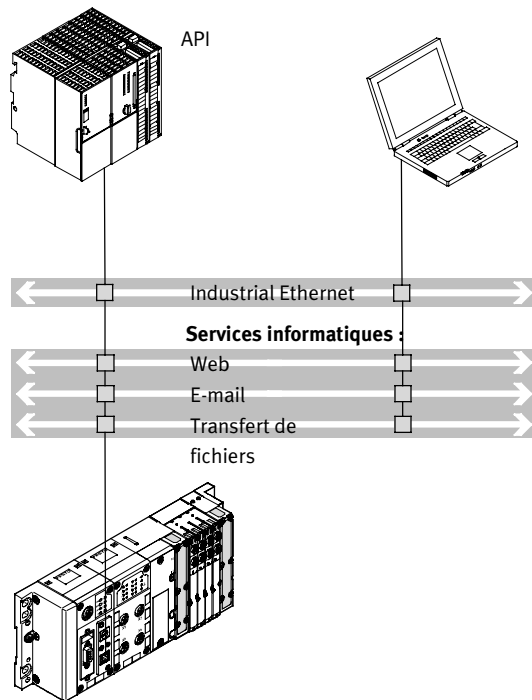 API
Industrial Ethernet
Services informatiques :
Web
E-mail
Transfert de
fichiers